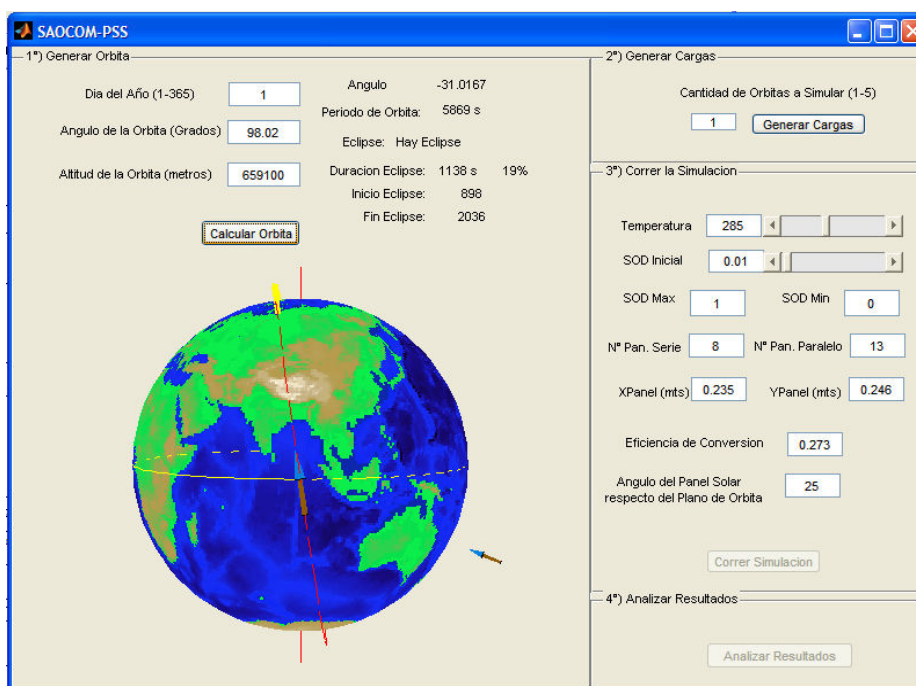 SAOCOM-PSS
1°) Generar Orbita
Dia del Año (1-365) 1
Angulo de la Orbita (Grados) 98.02
Altitud de la Orbita (metros) 659100
Calcular Orbita
Angulo -31.0167
Periodo de Orbita: 5869 s
Eclipse: Hay Eclipse
Duracion Eclipse: 1138 s 19%
Inicio Eclipse: 898
Fin Eclipse: 2036
2°) Generar Cargas
Cantidad de Orbitas a Simular (1-5)
1 Generar Cargas
3°) Correr la Simulacion
Temperatura 285
SOD Inicial 0.01
SOD Max 1 SOD Min 0
N° Pan. Serie 8 N° Pan. Paralelo 13
XPanel (mts) 0.235 YPanel (mts) 0.246
Eficiencia de Conversion 0.273
Angulo del Panel Solar
respecto del Plano de Orbita 25
Correr Simulacion
4°) Analizar Resultados
Analizar Resultados